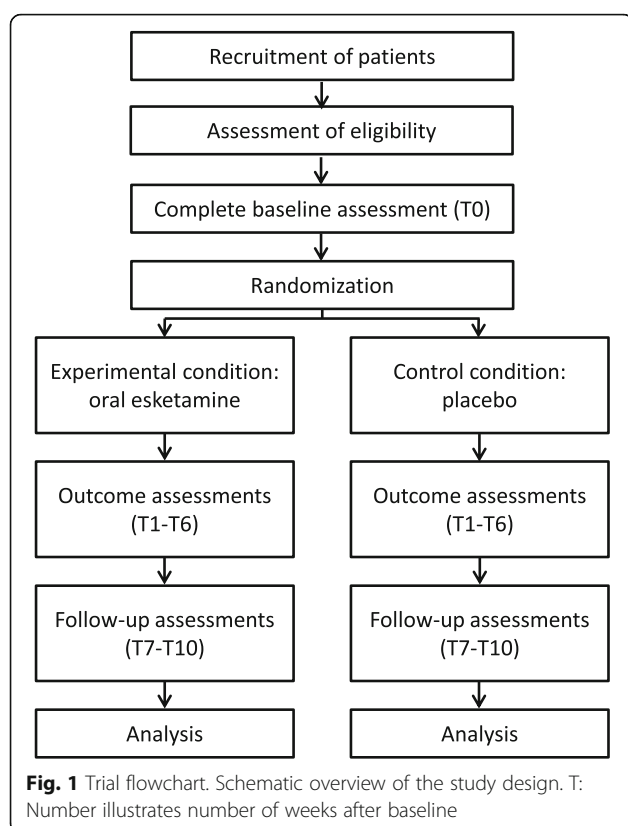 Recruitment of patients
Assessment of eligibility
Complete baseline assessment (T0)
Randomization
Experimental condition:
oral esketamine
Control condition:
placebo
Outcome assessments
(T1-T6)
Outcome assessments
(T1-T6)
Follow-up assessments
(T7-T10)
Follow-up assessments
(T7-T10)
Analysis
Analysis
Fig. 1 Trial flowchart. Schematic overview of the study design. T:
Number illustrates number of weeks after baseline